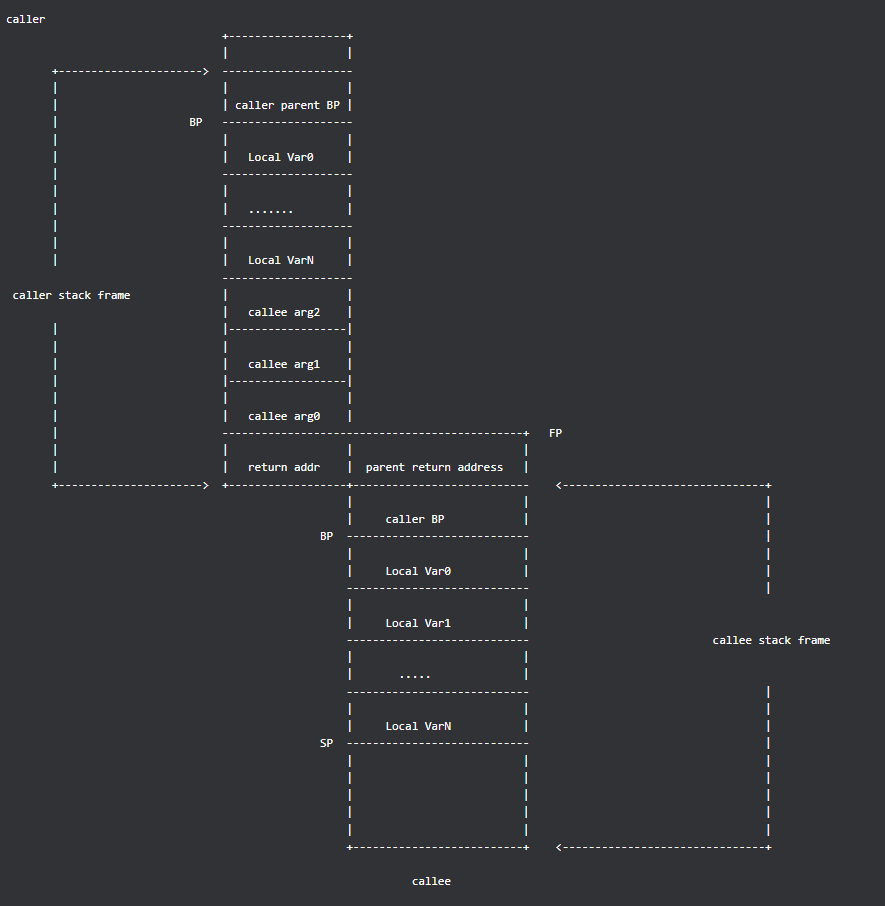 caller
caller parent BP
BP
Local Var0
.......
Local VarN
caller stack frame
callee arg2
callee arg1
callee arg0
FP
return addr parent return address
caller BP
BP
Local Var0
Local Var1
callee stack frame
.....
Local VarN
SP
callee